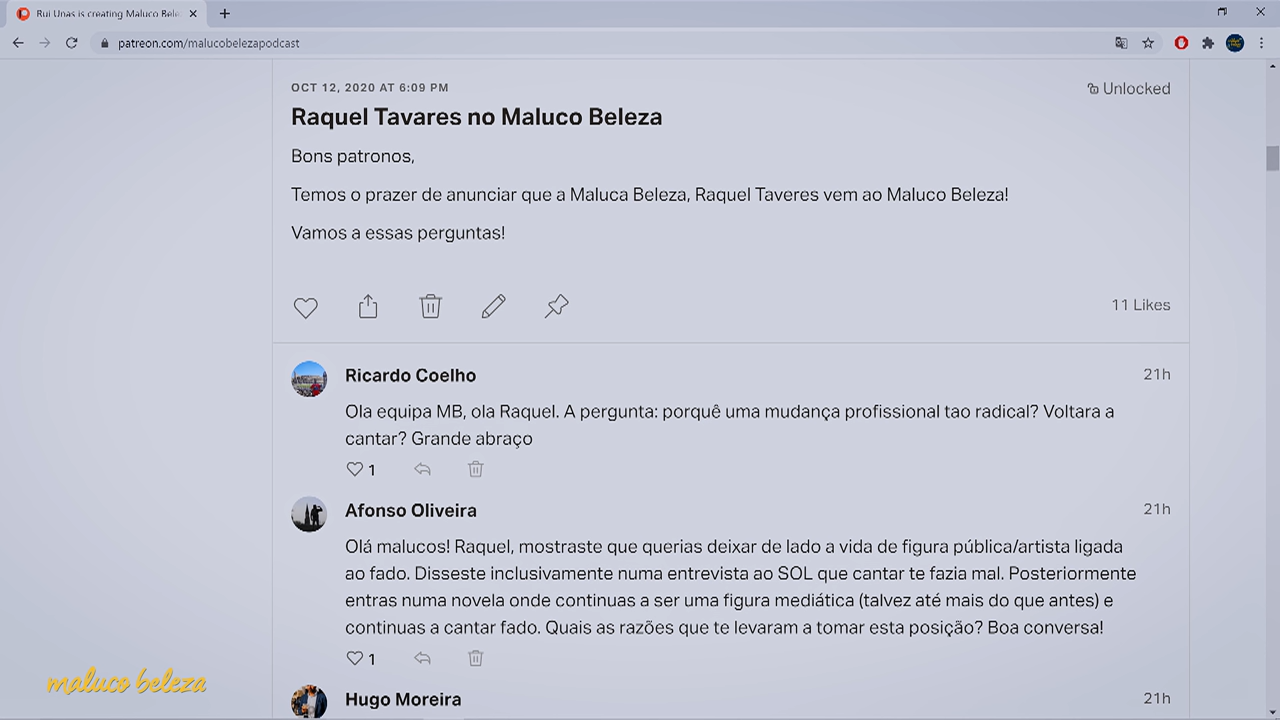 Rui Unas is creating Maluco Bele
patreon.com/malucobelezapodcast
OCT 12, 2020 AT 6:09 PM
Unlocked
Raquel Tavares no Maluco Beleza
Bons patronos,
Temos o prazer de anunciar que a Maluca Beleza, Raquel Taveres vem ao Maluco Beleza!
Vamos a essas perguntas!
11 Likes
Ricardo Coelho
21h
Ola equipa MB, ola Raquel. A pergunta: porquê uma mudança profissional tao radical? Voltara a
cantar? Grande abraço
1
Afonso Oliveira
21h
Olá malucos! Raquel, mostraste que querias deixar de lado a vida de figura pública/artista ligada
ao fado. Disseste inclusivamente numa entrevista ao SOL que cantar te fazia mal. Posteriormente
entras numa novela onde continuas a ser uma figura mediática (talvez até mais do que antes) e
continuas a cantar fado. Quais as razões que te levaram a tomar esta posição? Boa conversa!
1
Hugo Moreira
21h
maluco beleza